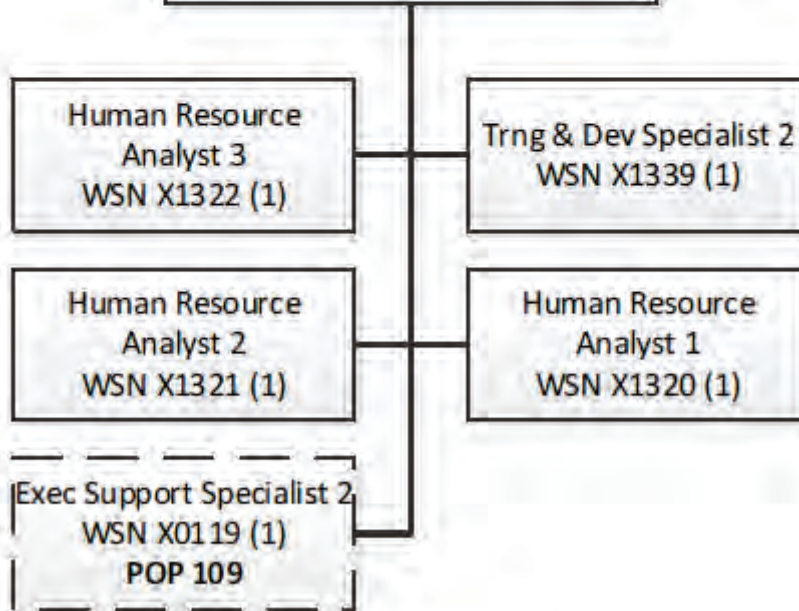 Human Resource
Analyst 3
WSN X1322 (1)
Trng & Dev Specialist 2
WSN X1339 (1)
Human Resource
Analyst 2
WSN X1321 (1)
Human Resource
Analyst 1
WSN X1320 (1)
Exec Support Specialist 2
WSN X0119 (1)
POP 109